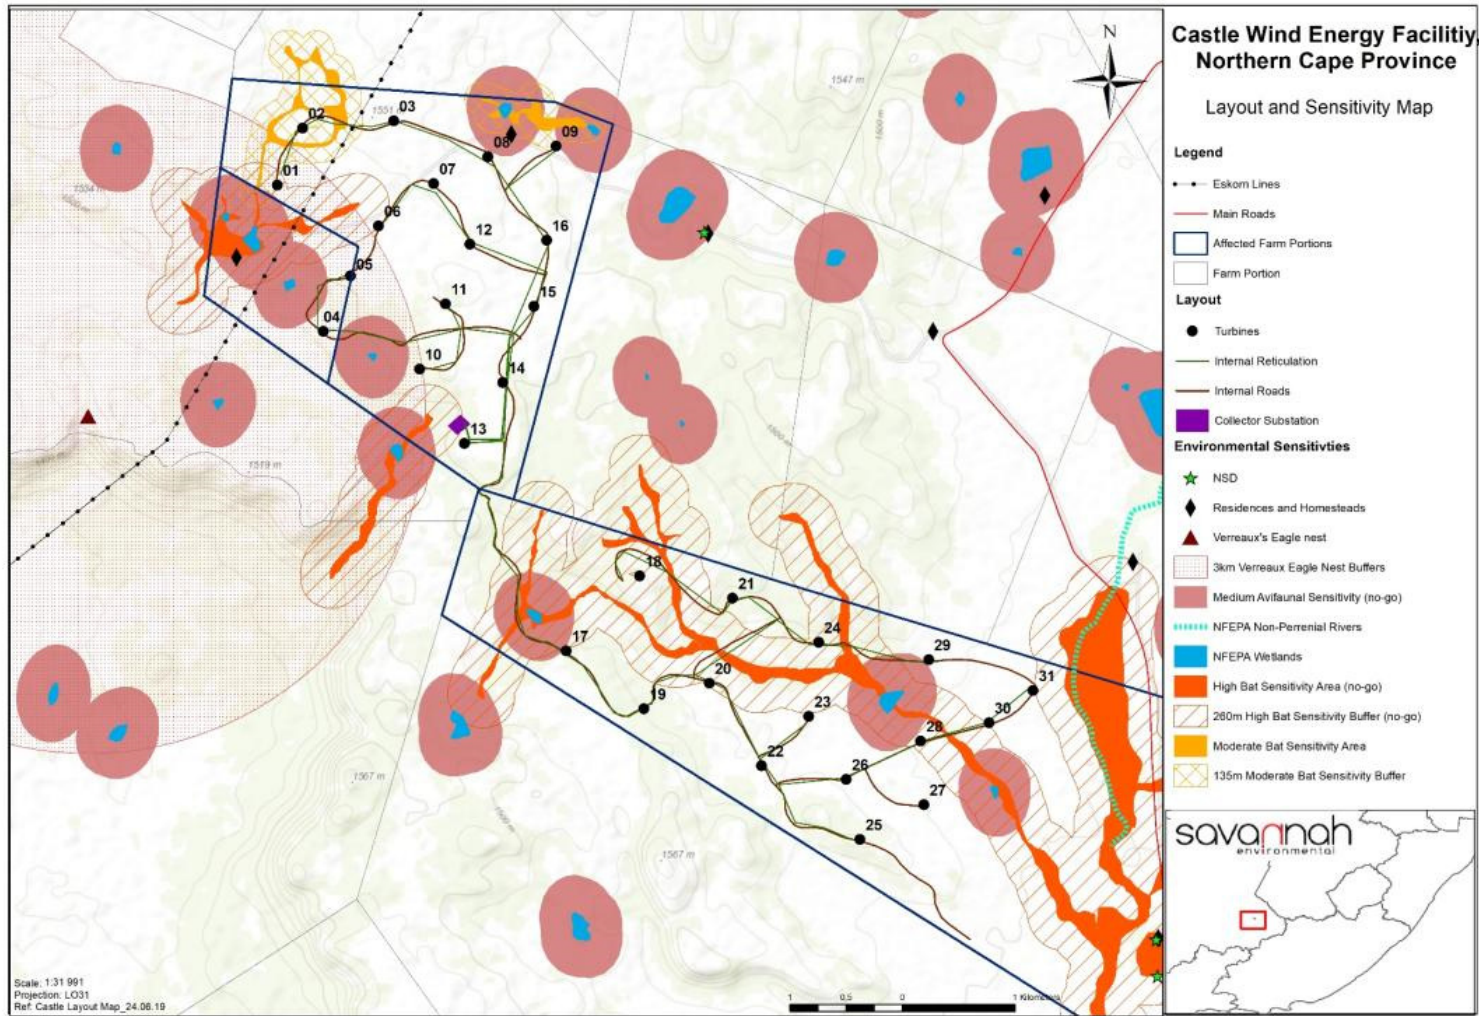 Castle Wind Energy Facilitiy,
Northern Cape Province
Layout and Sensitivity Map
Legend
Eskom Lines
Main Roads
Affected Farm Portions
Farm Portion
Layout
Turbines
Internal Reticulation
Internal Roads
Collector Substation
Environmental Sensitivties
NSD
Residences and Homesteads
Verreaux's Eagle nest
3km Verreaux Eagle Nest Buffers
Medium Avifaunal Sensitivity (no-go)
NFEPA Non-Perrenial Rivers
NFEPA Wetlands
High Bat Sensitivity Area (no-go)
260m High Bat Sensitivity Buffer (no-go)
Moderate Bat Sensitivity Area
135m Moderate Bat Sensitivity Buffer
savannah
environmental
N
1547 m
1500 m
1551 m
02
03
08
09
01
07
1554 m
06
12
16
05
11
15
04
10
14
13
1519 m
1500 m
18
21
24
17
29
20
31
19
23
30
28
22
26
27
25
1567 m
1500 m
1567 m
Scale: 1:31 991
Projection: LO31
Ref: Castle Layout Map_24.06.19
1 0,5 0 1 Kilometers